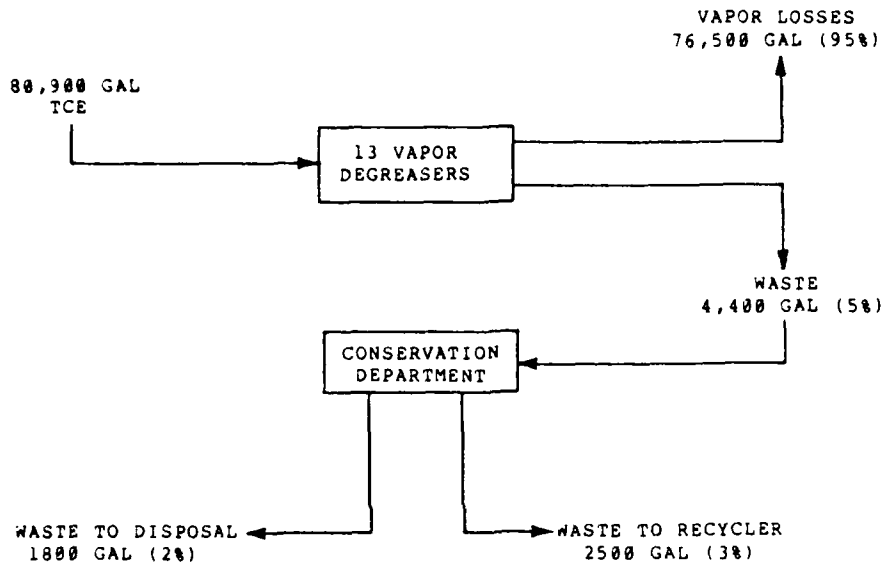 VAPOR LOSSES
76,500 GAL (95%)
80,900 GAL
TCE
13 VAPOR
DEGREASERS
WASTE
4,400 GAL (5%)
CONSERVATION
DEPARTMENT
WASTE TO DISPOSAL
1800 GAL (2%)
WASTE TO RECYCLER
2500 GAL (3%)